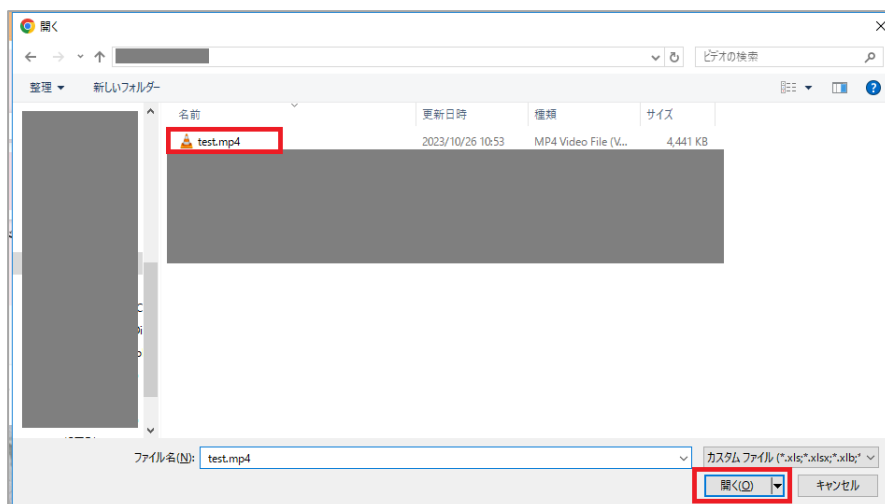 開く
ビデオの検索
整理 新しいフォルダー
名前 更新日時 種類 サイズ
test.mp4 2023/10/26 10:53 MP4 Video File (V... 4,441 KB
ファイル名(N): test.mp4 カスタム ファイル (*.xls;*.xlsx;*.xlb;*
開く(O) キャンセル